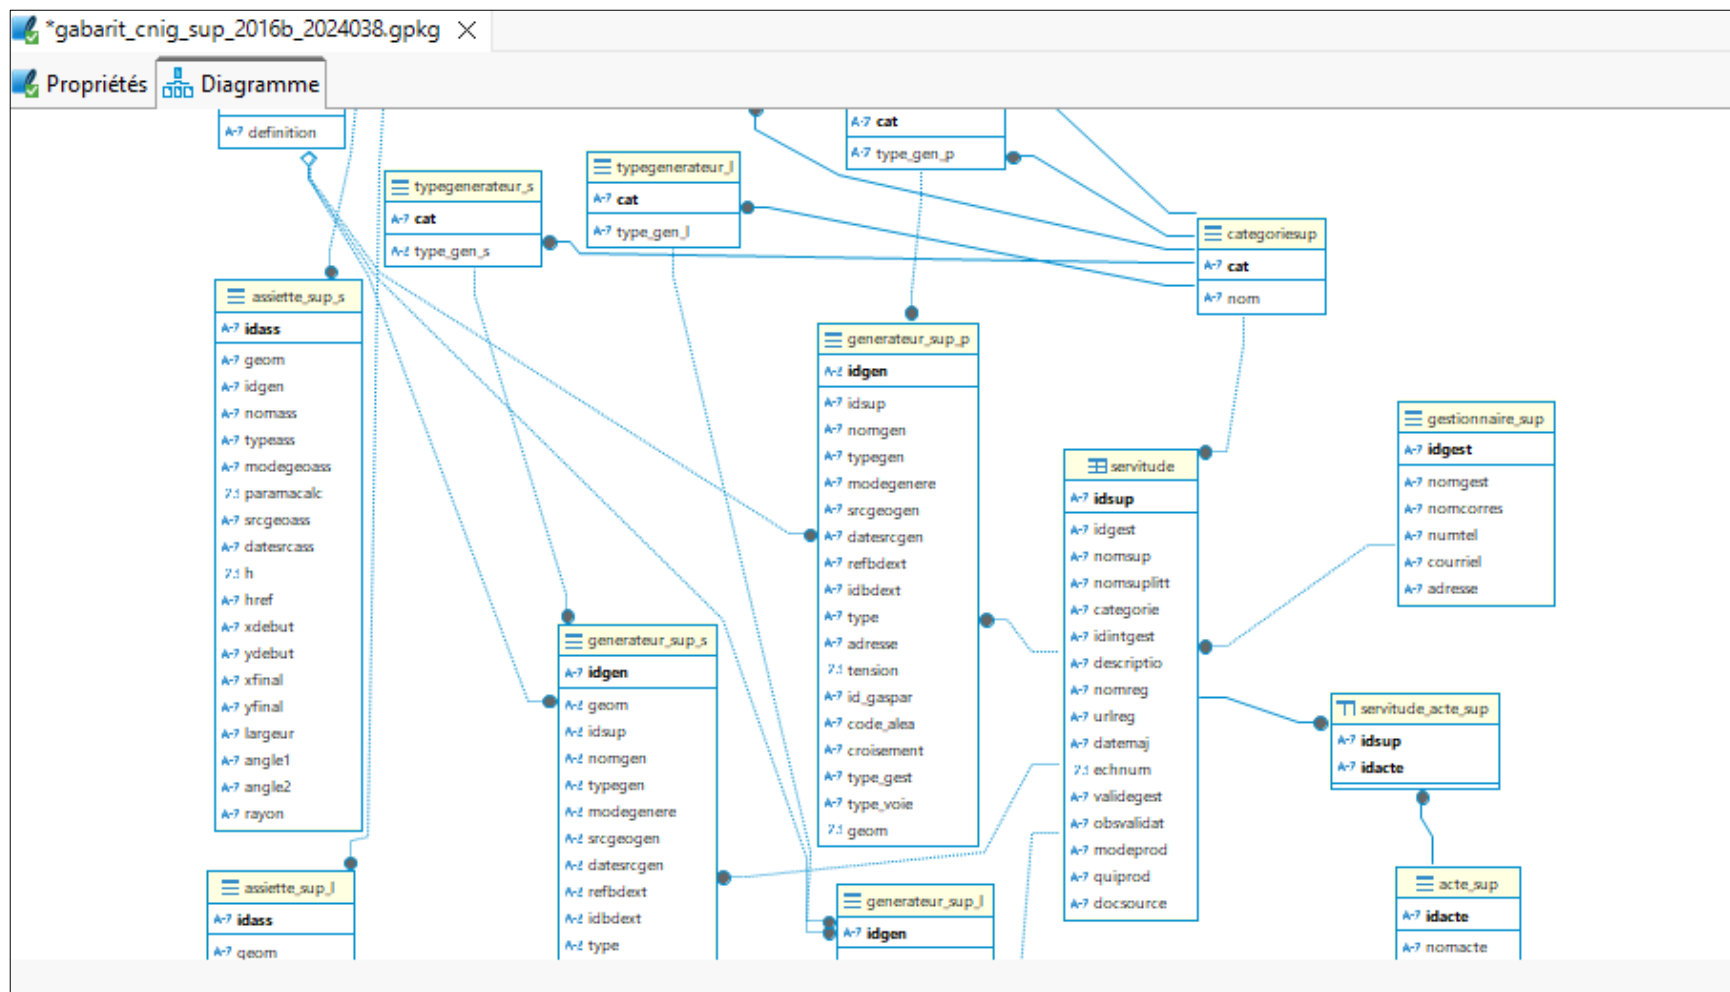 *gabarit_cnig_sup_2016b_2024038.gpkg
Propriétés
Diagramme
definition
typegenerateur_s
cat
type_gen_s
typegenerateur_l
cat
type_gen_l
cat
type_gen_p
categoriesup
cat
nom
assiette_sup_s
idass
geom
idgen
nomass
typeass
modegeoass
paramacalc
srcgeoass
datesrcass
h
href
xdebut
ydebut
xfinal
yfinal
largeur
angle1
angle2
rayon
assiette_sup_l
idass
geom
generateur_sup_s
idgen
geom
idsup
nomgen
typegen
modegenere
srcgeogen
datesrcgen
refbdext
idbdext
type
generateur_sup_p
idgen
idsup
nomgen
typegen
modegenere
srcgeogen
datesrcgen
refbdext
idbdext
type
adresse
tension
id_gaspar
code_alea
croisement
type_gest
type_voie
geom
generateur_sup_l
idgen
servitude
idsup
idgest
nomsup
nomsuplitt
categorie
idintgest
descriptio
nomreg
urlreg
datemaj
echnum
validegest
obsvalidat
modeprod
quiprod
docsource
gestionnaire_sup
idgest
nomgest
nomcorres
numtel
courriel
adresse
servitude_acte_sup
idsup
idacte
acte_sup
idacte
nomacte